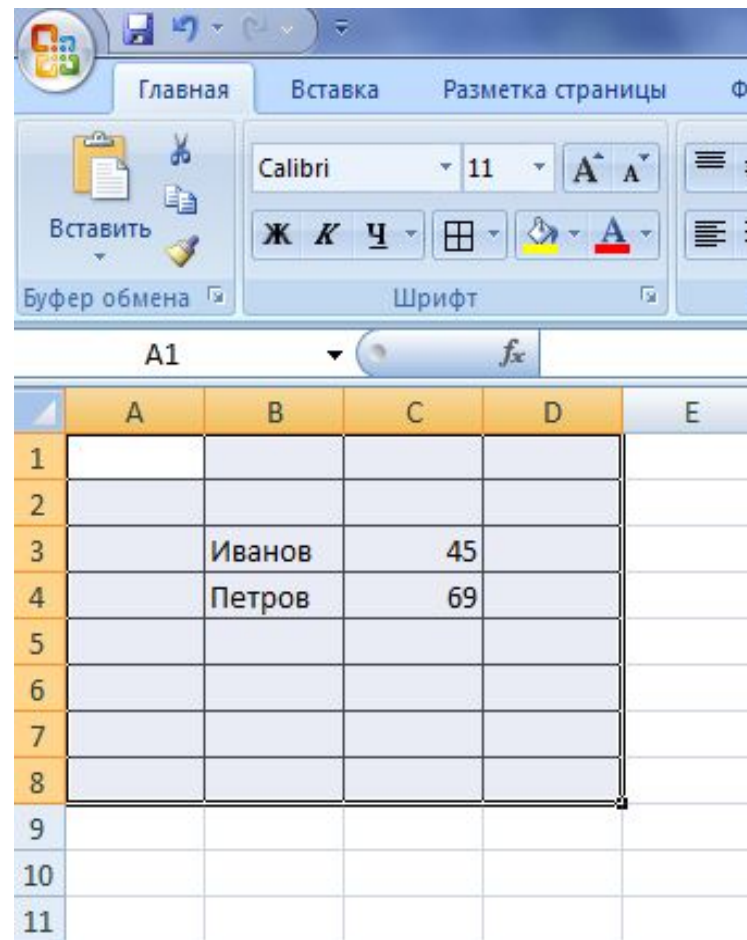 Главная Вставка Разметка страницы Ф
Calibri 11 A A
Вставить Ж К Ч A
Буфер обмена Шрифт
A1 fx
A B C D E
1
2
3 Иванов 45
4 Петров 69
5
6
7
8
9
10
11